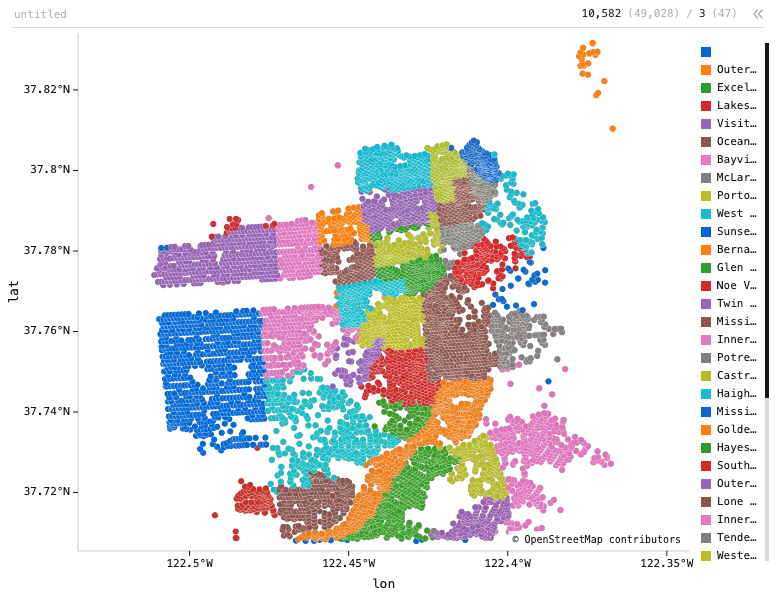 untitled
10,582 (49,028) / 3 (47)
37.82°N
37.8°N
37.78°N
37.76°N
37.74°N
37.72°N
lat
122.5°W
122.45°W
122.4°W
122.35°W
lon
© OpenStreetMap contributors
Outer…
Excel…
Lakes…
Visit…
Ocean…
Bayvi…
McLar…
Porto…
West …
Sunse…
Berna…
Glen …
Noe V…
Twin …
Missi…
Inner…
Potre…
Castr…
Haigh…
Missi…
Golde…
Hayes…
South…
Outer…
Lone …
Inner…
Tende…
Weste…